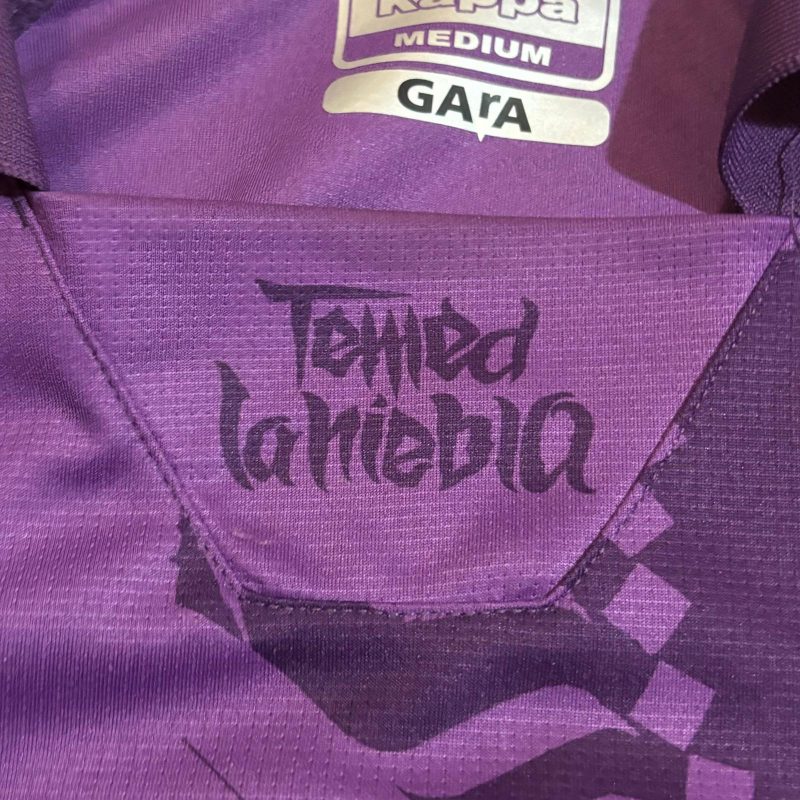 Kappa
MEDIUM
GArA
Temed
la niebla